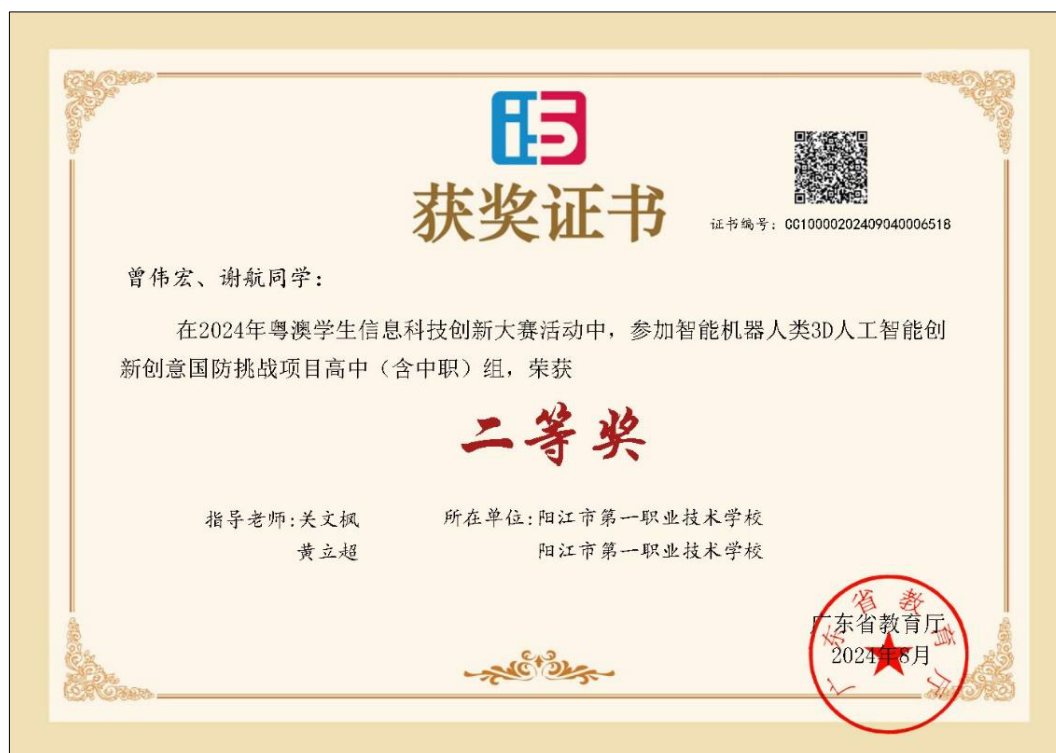 获奖证书
证书编号：GG10000202409040006518
曾伟宏、谢航同学：
在2024年粤澳学生信息科技创新大赛活动中，参加智能机器人类3D人工智能创
新创意国防挑战项目高中（含中职）组，荣获
二等奖
指导老师:关文枫 所在单位:阳江市第一职业技术学校
黄立超 阳江市第一职业技术学校
广东省教育厅
广东省教育厅
2024年8月